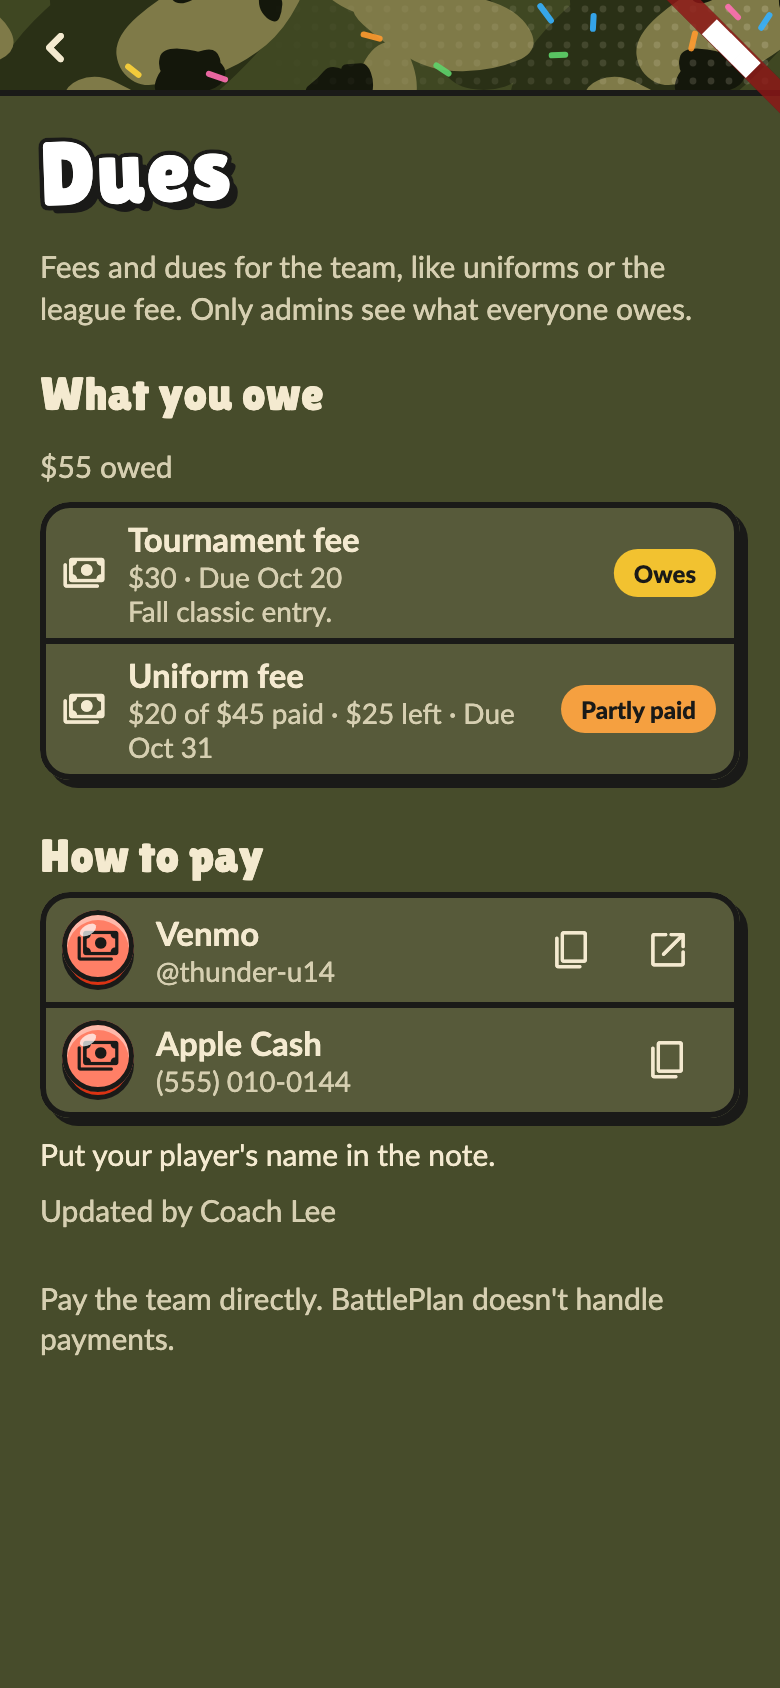 Dues
Fees and dues for the team, like uniforms or the
league fee. Only admins see what everyone owes.
What you owe
$55 owed
Tournament fee
$30 · Due Oct 20
Fall classic entry.
Owes
Uniform fee
$20 of $45 paid · $25 left · Due
Oct 31
Partly paid
How to pay
Venmo
@thunder-u14
Apple Cash
(555) 010-0144
Put your player's name in the note.
Updated by Coach Lee
Pay the team directly. BattlePlan doesn't handle
payments.